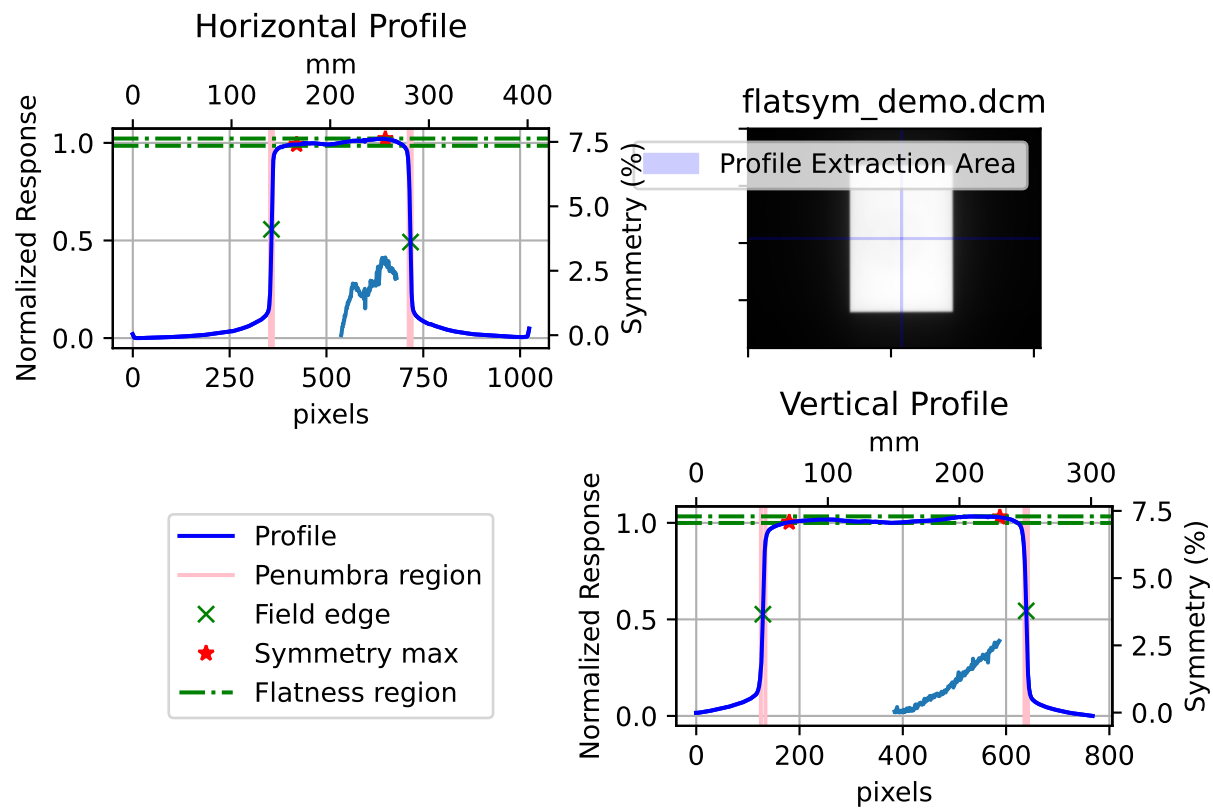 Horizontal Profile
mm
0 100 200 300 400
Normalized Response
1.0
0.5
0.0
7.5
5.0
2.5
0.0
Symmetry (%)
0 250 500 750 1000
pixels
flatsym_demo.dcm
Profile Extraction Area
Vertical Profile
mm
0 100 200 300
Normalized Response
1.0
0.5
0.0
7.5
5.0
2.5
0.0
Symmetry (%)
0 200 400 600 800
pixels
Profile
Penumbra region
Field edge
Symmetry max
Flatness region